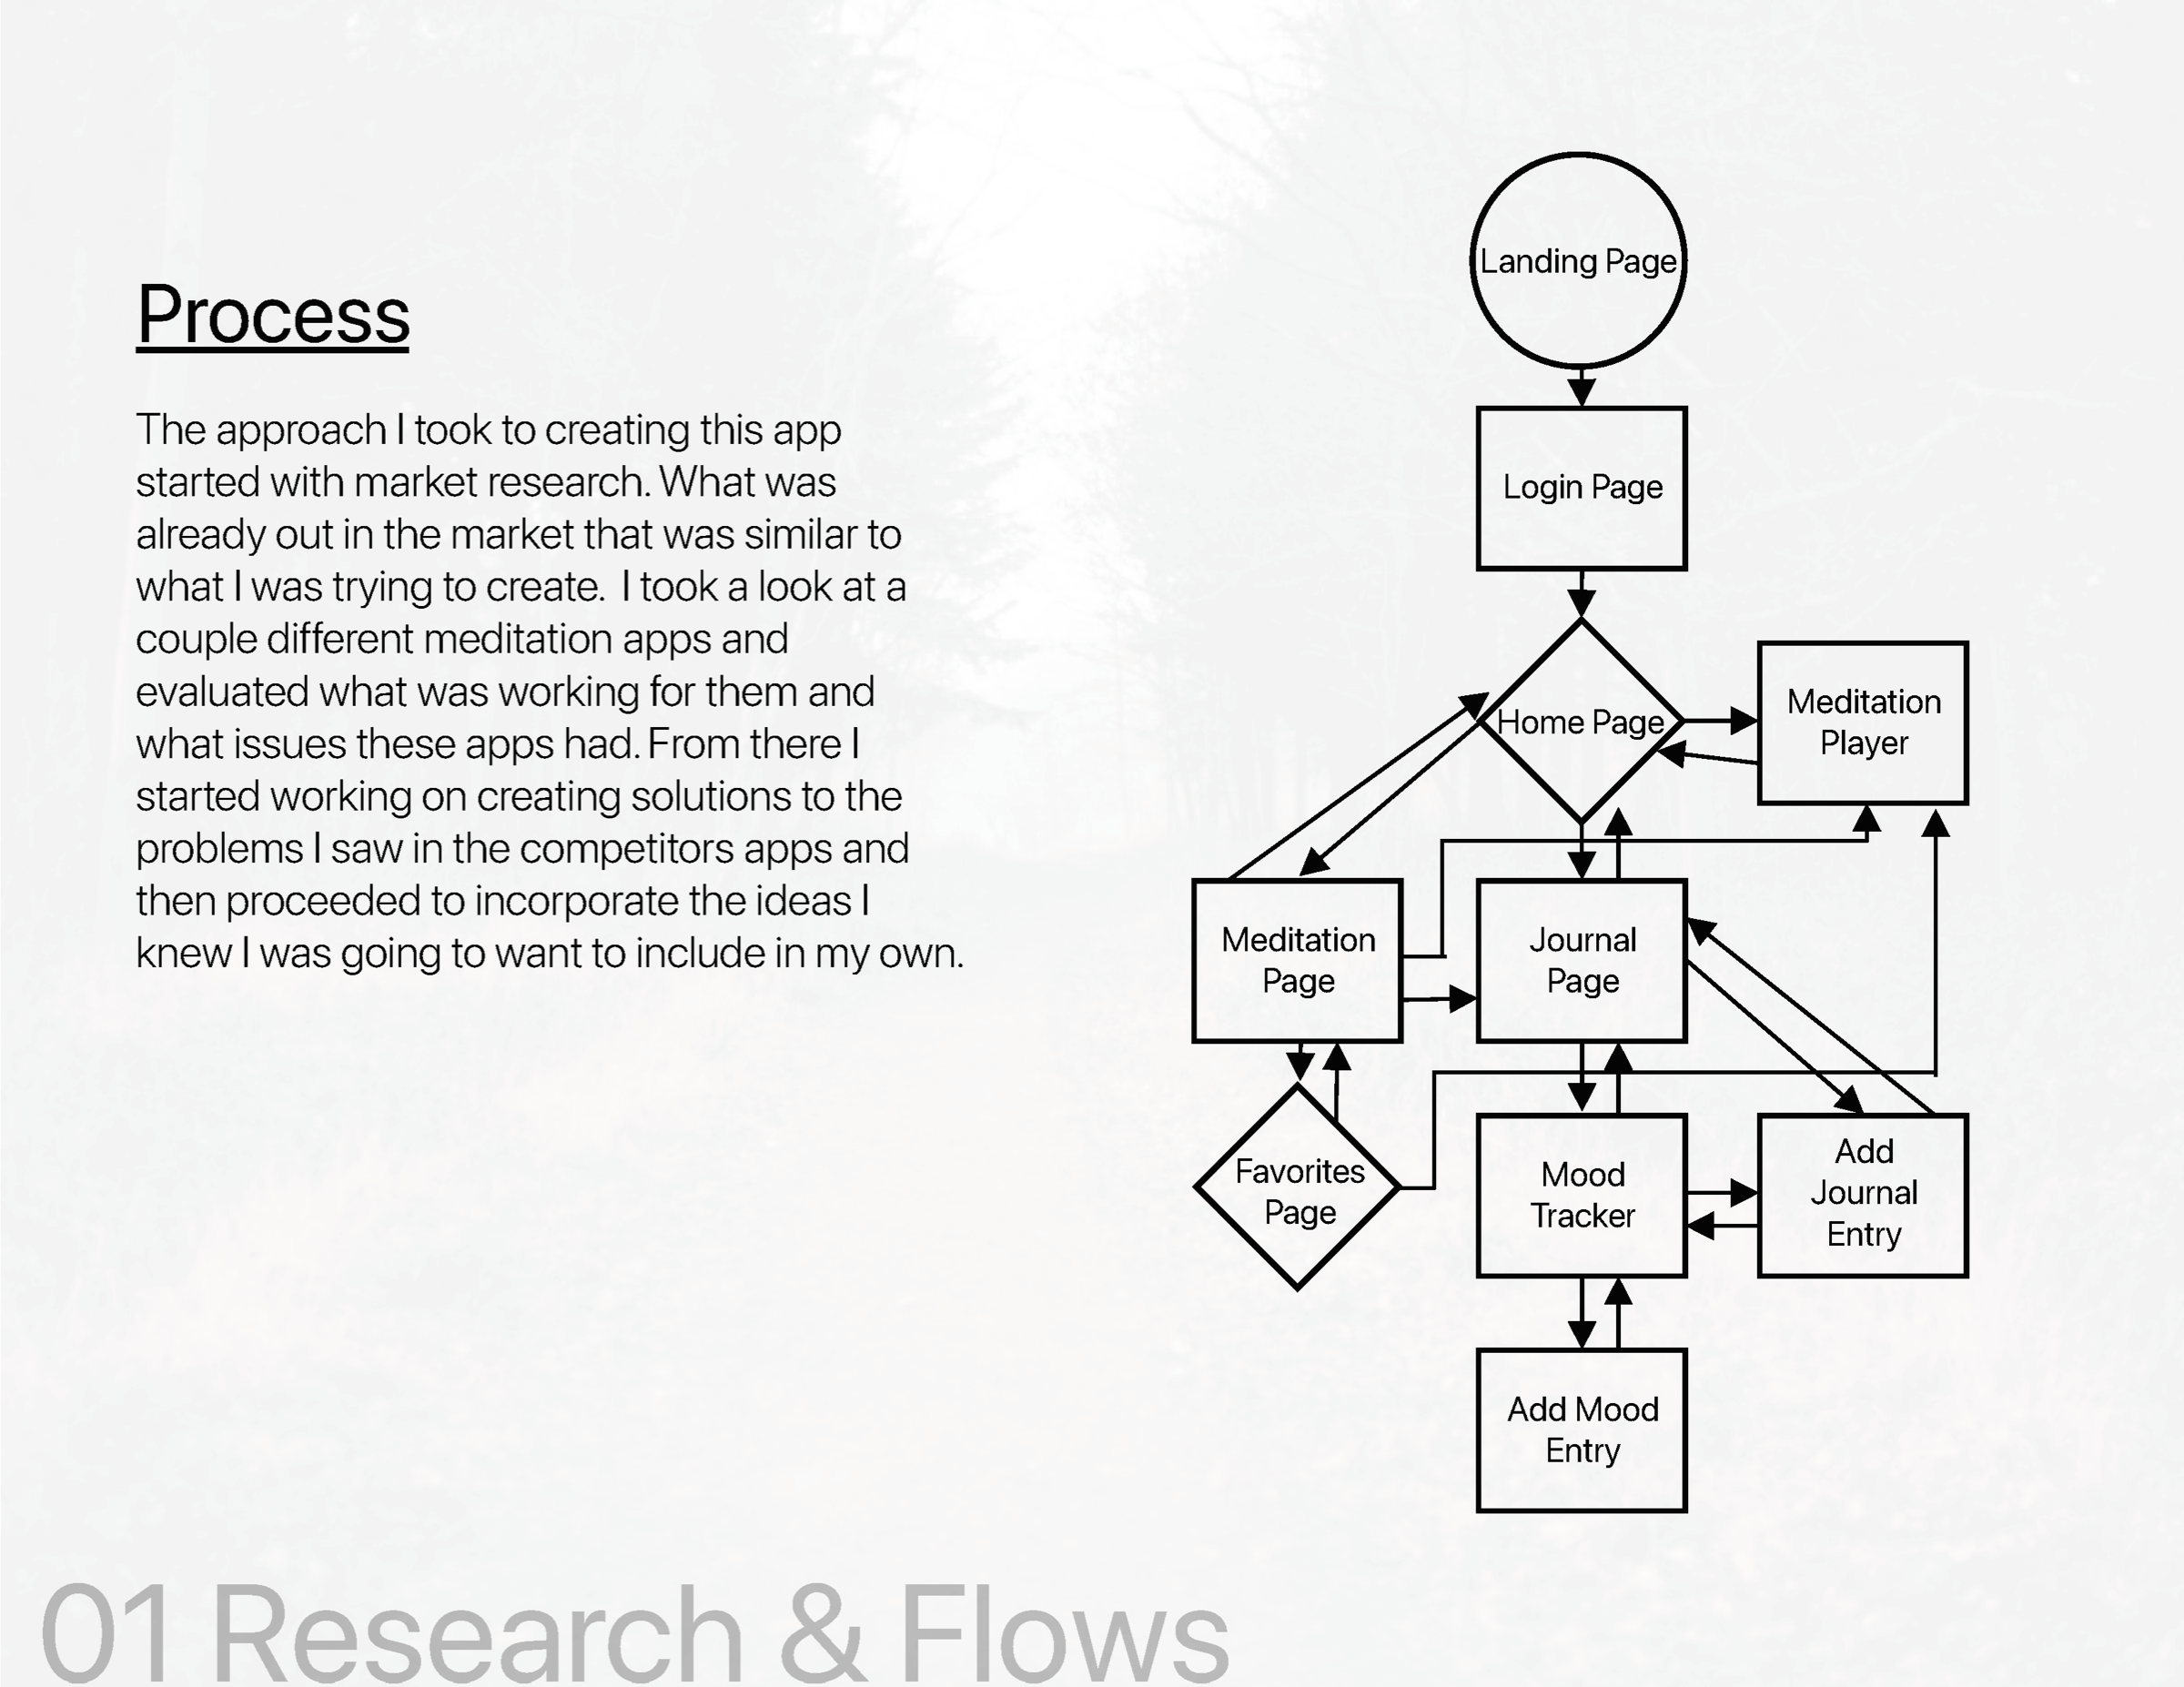 Process
The approach I took to creating this app
started with market research. What was
already out in the market that was similar to
what I was trying to create.  I took a look at a
couple different meditation apps and
evaluated what was working for them and
what issues these apps had. From there I
started working on creating solutions to the
problems I saw in the competitors apps and
then proceeded to incorporate the ideas I
knew I was going to want to include in my own.
Landing Page
Login Page
Home Page
Meditation
Player
Meditation
Page
Journal
Page
Favorites
Page
Mood
Tracker
Add
Journal
Entry
Add Mood
Entry
01 Research & Flows